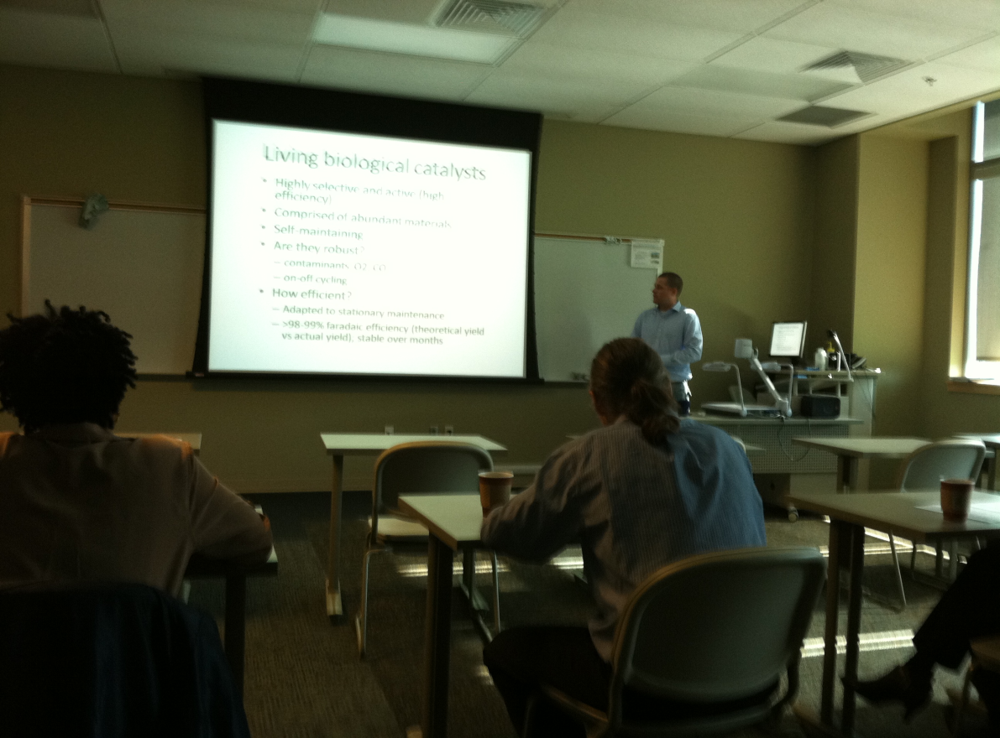 Living biological catalysts
• Highly selective and active (high
efficiency)
• Comprised of abundant materials
• Self-maintaining
• Are they robust?
– contaminants, O2, CO
– on-off cycling
• How efficient?
– Adapted to stationary maintenance
– >98-99% faradaic efficiency (theoretical yield
vs actual yield), stable over months